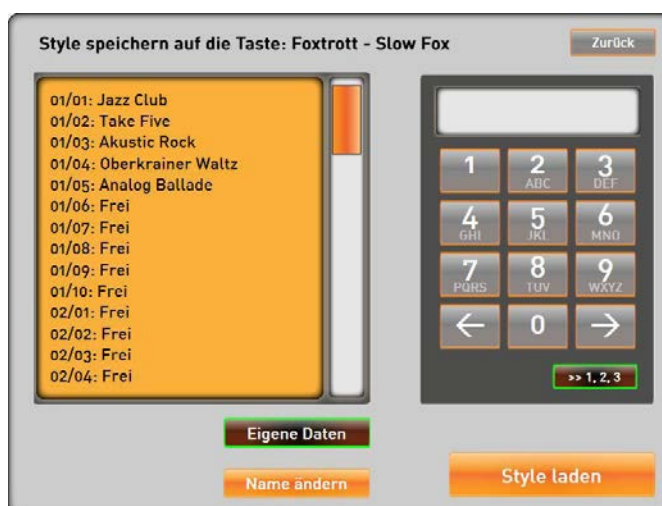 Style speichern auf die Taste: Foxtrott - Slow Fox
Zurück
01/01: Jazz Club
01/02: Take Five
01/03: Akustic Rock
01/04: Oberkrainer Waltz
01/05: Analog Ballade
01/06: Frei
01/07: Frei
01/08: Frei
01/09: Frei
01/10: Frei
02/01: Frei
02/02: Frei
02/03: Frei
02/04: Frei
1 2 3
ABC DEF
4 5 6
GHI JKL MNO
7 8 9
PQRS TUV WXYZ
← 0 →
>> 1, 2, 3
Eigene Daten
Name ändern
Style laden